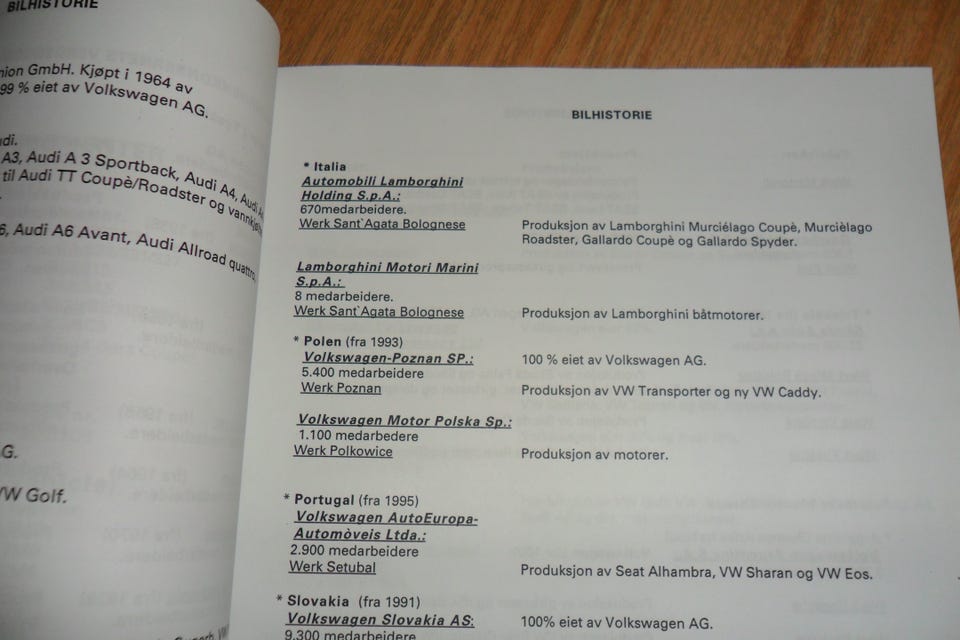 BILHISTORIE
nion GmbH. Kjøpt i 1964 av
99 % eiet av Volkswagen AG.
udi.
A3, Audi A 3 Sportback, Audi A4,
til Audi TT Coupè/Roadster og
6, Audi A6 Avant, Audi Allroad quattro,
G.
VW Golf.
BILHISTORIE
* Italia
Automobili Lamborghini
Holding S.p.A.:
670medarbeidere.
Werk Sant`Agata Bolognese
Produksjon av Lamborghini Murciélago Coupè, Murcièlago
Roadster, Gallardo Coupè og Gallardo Spyder.
Lamborghini Motori Marini
S.p.A.:
8 medarbeidere.
Werk Sant`Agata Bolognese
Produksjon av Lamborghini båtmotorer.
* Polen (fra 1993)
Volkswagen-Poznan SP.:
100 % eiet av Volkswagen AG.
5.400 medarbeidere
Werk Poznan
Produksjon av VW Transporter og ny VW Caddy.
Volkswagen Motor Polska Sp.:
1.100 medarbedere
Werk Polkowice
Produksjon av motorer.
* Portugal (fra 1995)
Volkswagen AutoEuropa-
Automòveis Ltda.:
2.900 medarbeidere
Werk Setubal
Produksjon av Seat Alhambra, VW Sharan og VW Eos.
* Slovakia (fra 1991)
Volkswagen Slovakia AS:
100% eiet av Volkswagen AG.
9.300 medarbeidere